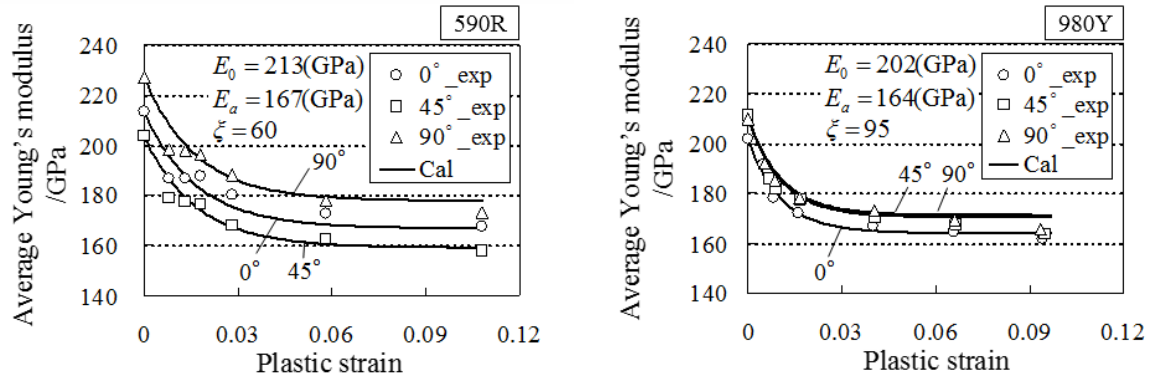 590R
Average Young's modulus
/GPa
240
220
200
180
160
140
E₀ = 213(GPa)
Eₐ = 167(GPa)
ξ = 60
0°_exp
45°_exp
90°_exp
Cal
90°
0°
45°
0
0.03
0.06
0.09
0.12
Plastic strain
980Y
Average Young's modulus
/GPa
240
220
200
180
160
140
E₀ = 202(GPa)
Eₐ = 164(GPa)
ξ = 95
0°_exp
45°_exp
90°_exp
Cal
45°
90°
0°
0
0.03
0.06
0.09
0.12
Plastic strain